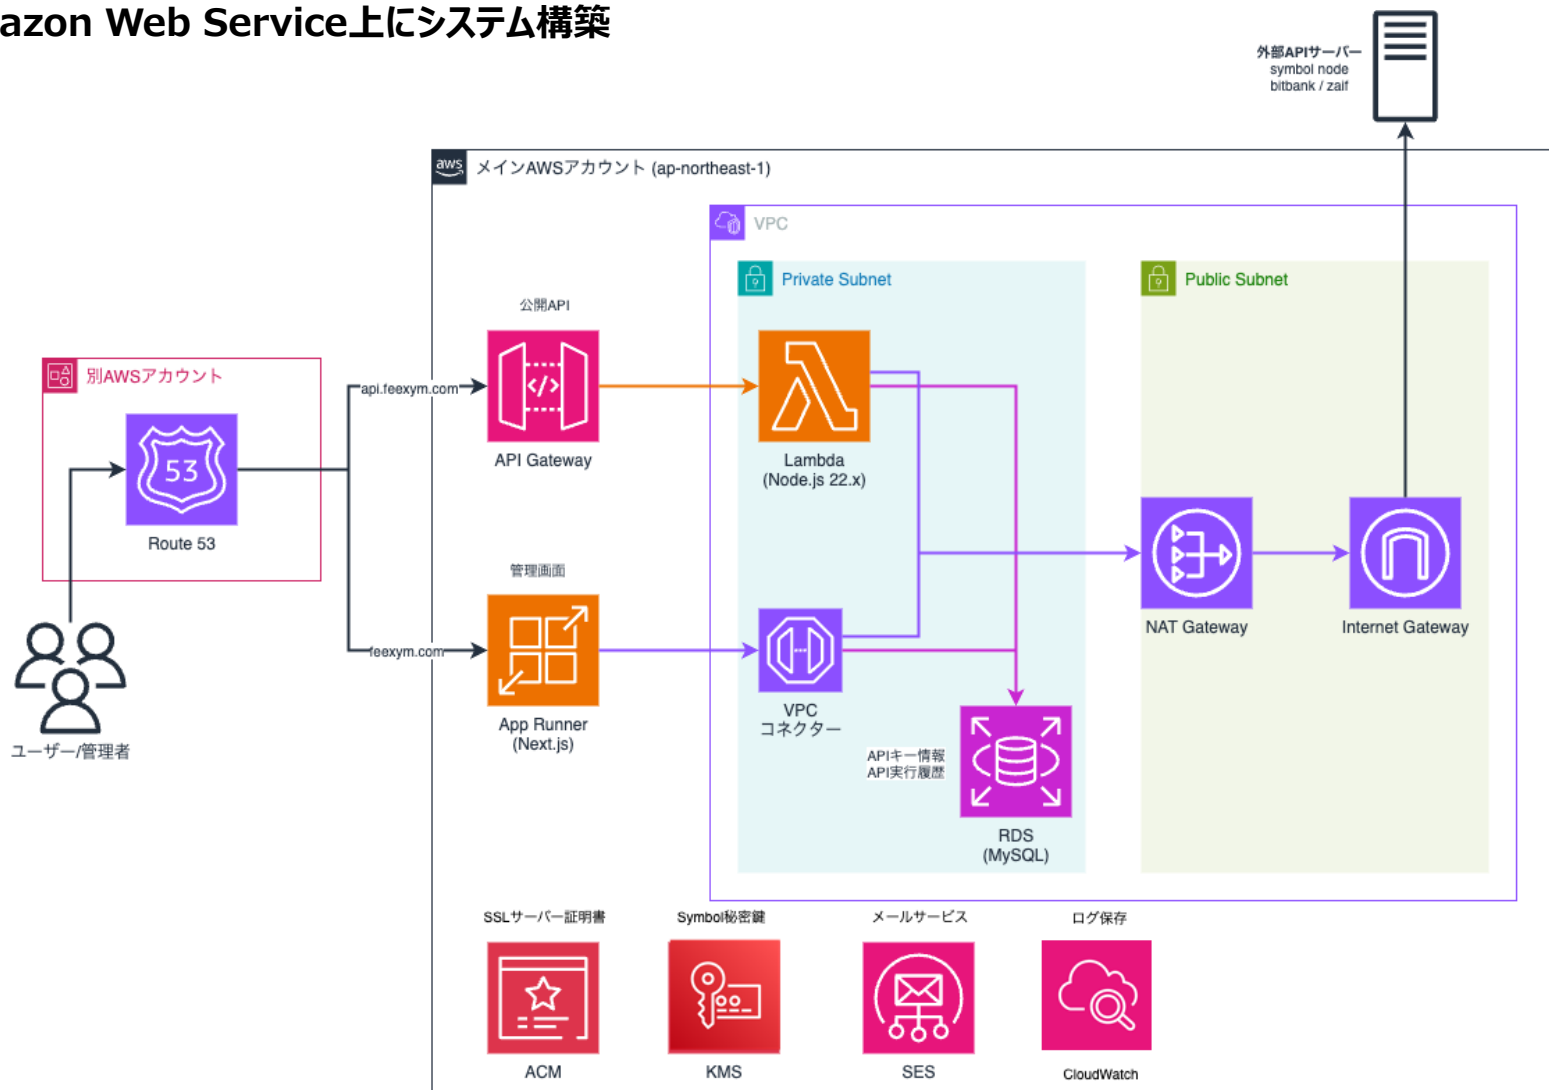 azon Web Service上にシステム構築
外部APIサーバー
symbol node
bitbank / zaif
aws
メインAWSアカウント (ap-northeast-1)
VPC
Private Subnet
Public Subnet
公開API
別AWSアカウント
api.feexym.com
</>
53
API Gateway
Lambda
(Node.js 22.x)
Route 53
管理画面
NAT Gateway
Internet Gateway
feexym.com
VPC
コネクター
App Runner
(Next.js)
ユーザー/管理者
APIキー情報
API実行履歴
RDS
(MySQL)
SSLサーバー証明書
Symbol秘密鍵
メールサービス
ログ保存
ACM
KMS
SES
CloudWatch